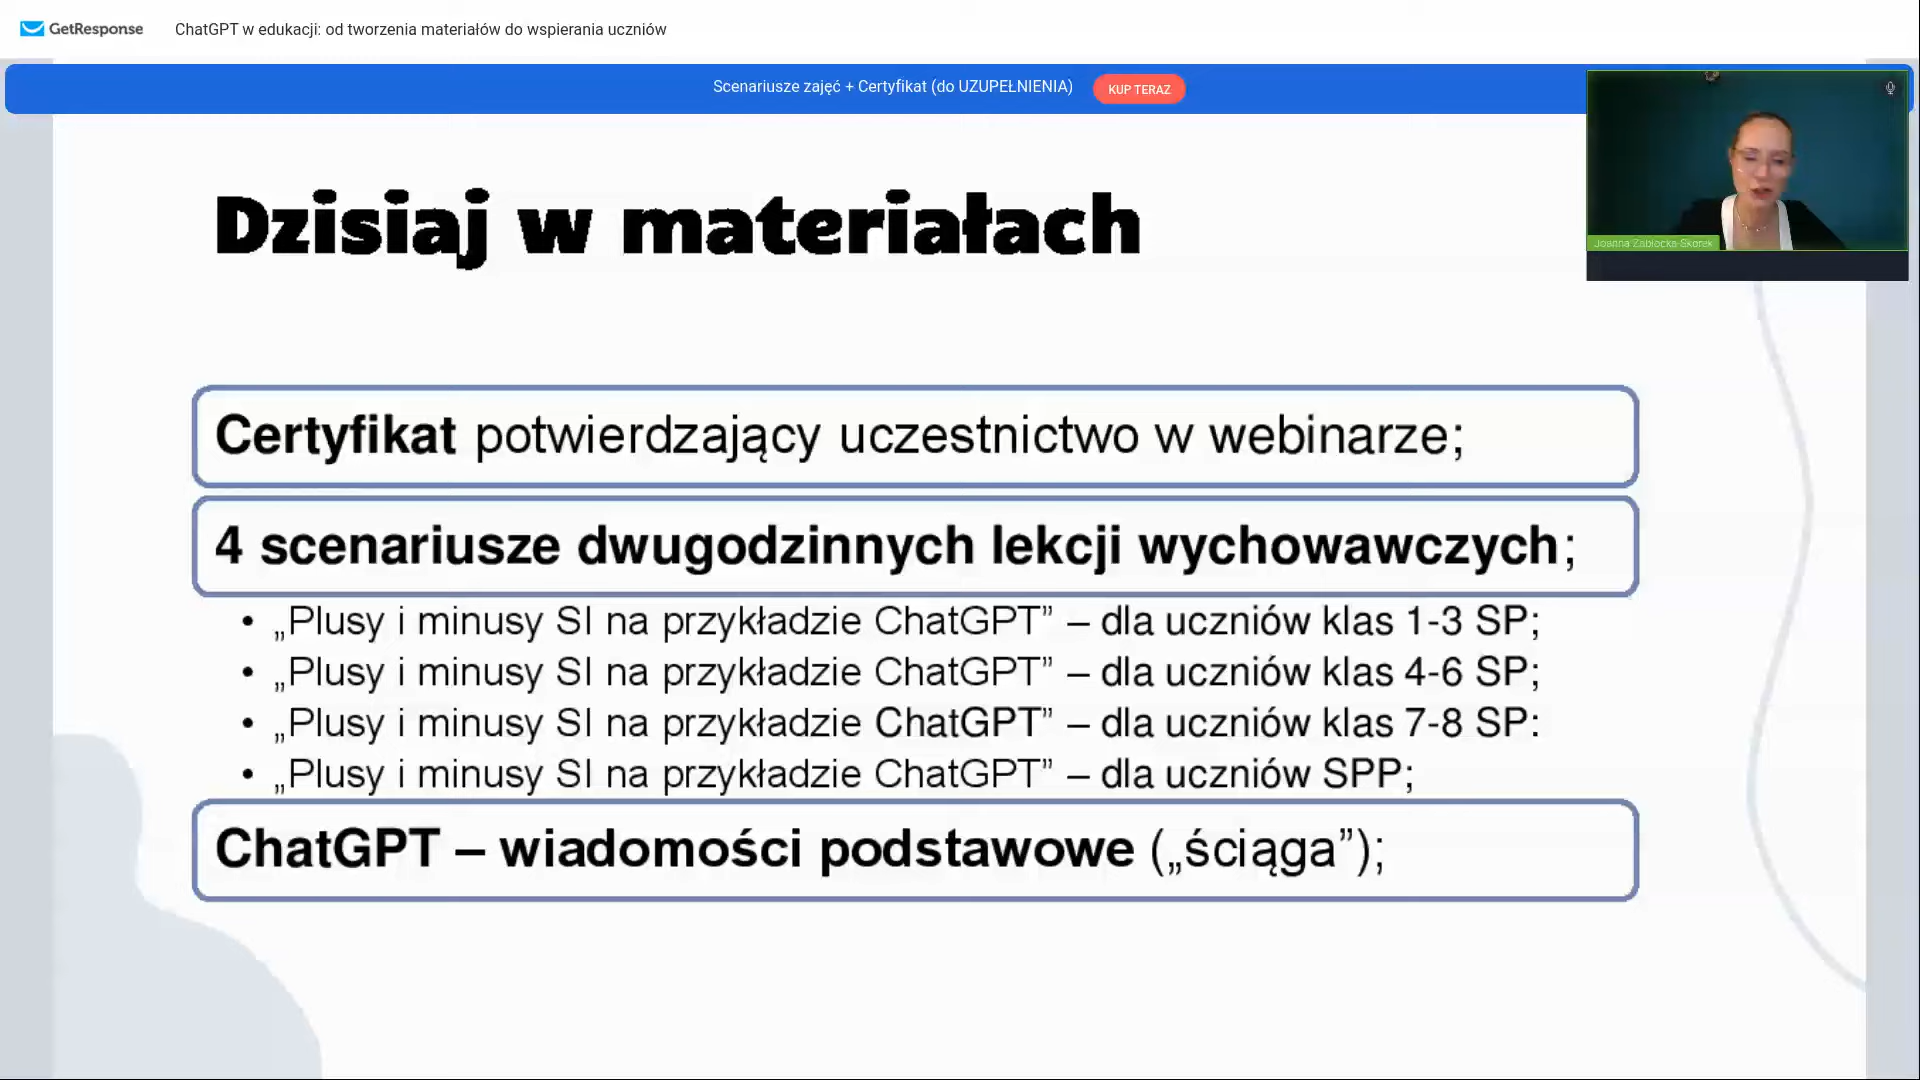 GetResponse
ChatGPT w edukacji: od tworzenia materiałów do wspierania uczniów
Scenariusze zajęć + Certyfikat (do UZUPEŁNIENIA)
KUP TERAZ
Joanna Zabłocka-Skorek
Dzisiaj w materiałach
Certyfikat potwierdzający uczestnictwo w webinarze;
4 scenariusze dwugodzinnych lekcji wychowawczych;
• „Plusy i minusy SI na przykładzie ChatGPT” – dla uczniów klas 1-3 SP;
• „Plusy i minusy SI na przykładzie ChatGPT” – dla uczniów klas 4-6 SP;
• „Plusy i minusy SI na przykładzie ChatGPT” – dla uczniów klas 7-8 SP:
• „Plusy i minusy SI na przykładzie ChatGPT” – dla uczniów SPP;
ChatGPT – wiadomości podstawowe („ściąga”);